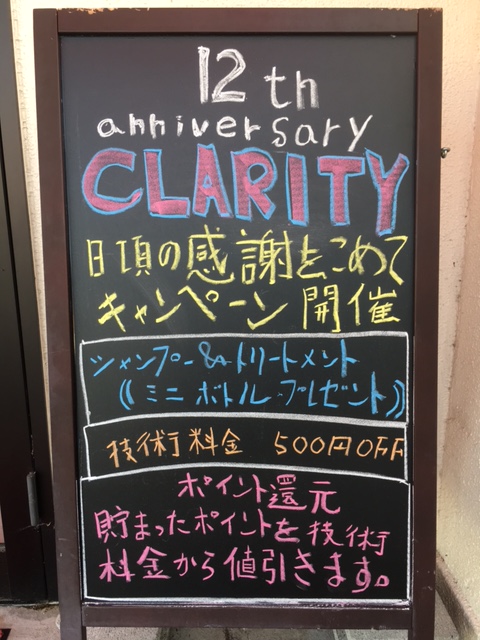 12th
anniversary
CLARITY
日頃の感謝をこめて
キャンペーン開催
シャンプー&トリートメント
((ミニボトルプレゼント))
技術料金 500円OFF
ポイント還元
貯まったポイントを技術
料金から値引きます。